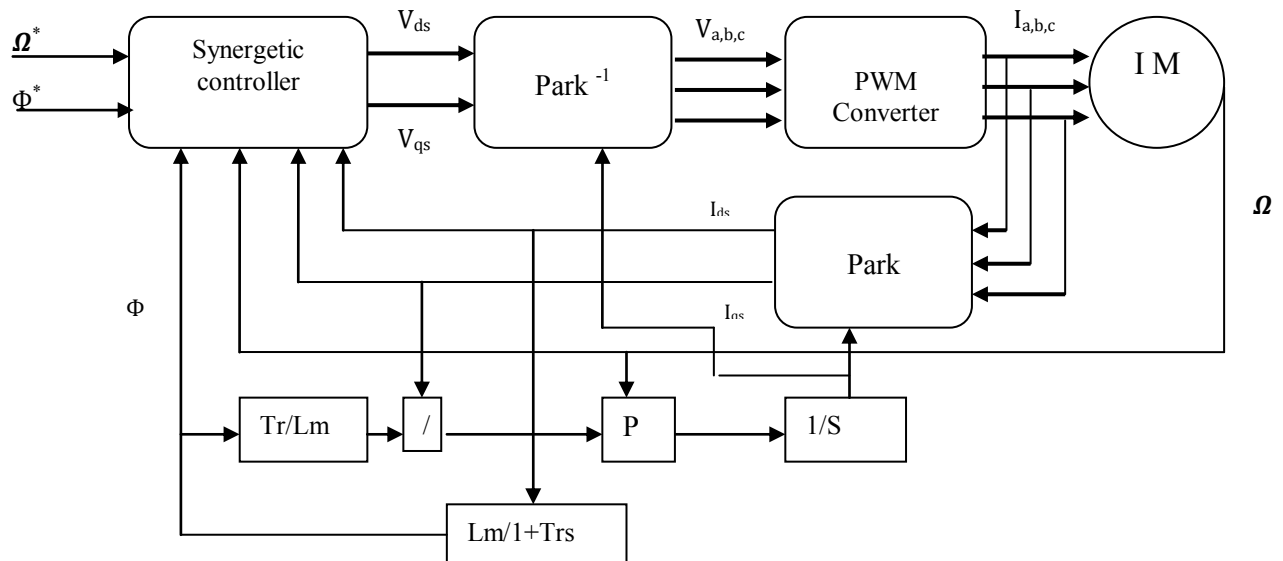 Ω*
Φ*
Synergetic
controller
Vds
Vqs
Park -1
Va,b,c
PWM
Converter
Ia,b,c
I M
Ω
Ids
Park
Iqs
Φ
Tr/Lm
/
P
1/S
Lm/1+Trs